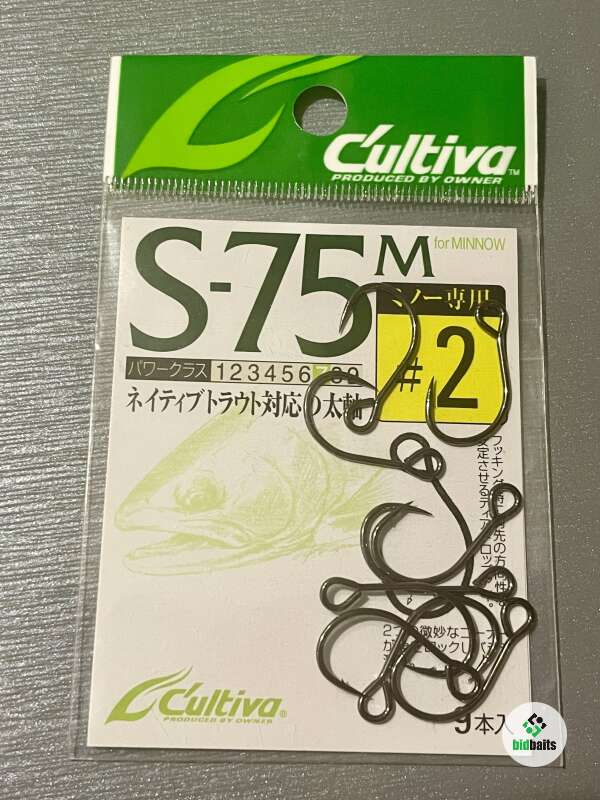 C'ultiva™
PRODUCED BY OWNER
S-75M
for MINNOW
ミノー専用
#2
パワークラス 123456789
ネイティブトラウト対応の太軸
C'ultiva®
PRODUCED BY OWNER
9本入
bidbaits